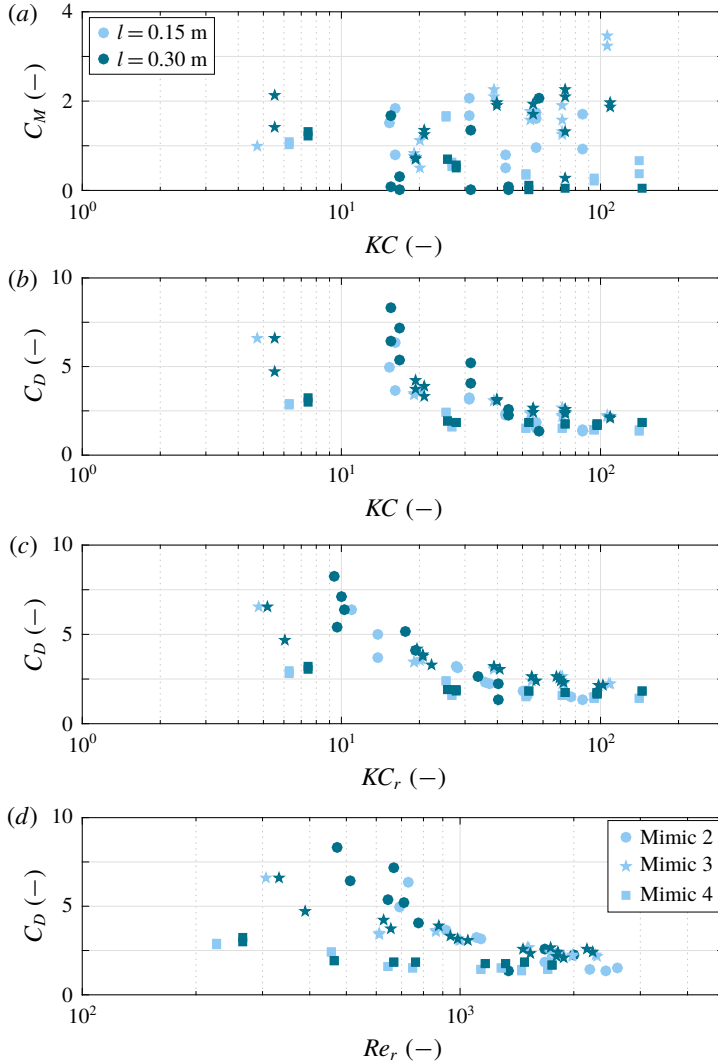 (a)
4
l = 0.15 m
l = 0.30 m
C_M (−)
2
0
10^0 10^1 10^2
KC (−)
(b)
10
C_D (−)
5
0
10^0 10^1 10^2
KC (−)
(c)
10
C_D (−)
5
0
10^0 10^1 10^2
KC_r (−)
(d)
10
Mimic 2
Mimic 3
Mimic 4
C_D (−)
5
0
10^2 10^3
Re_r (−)